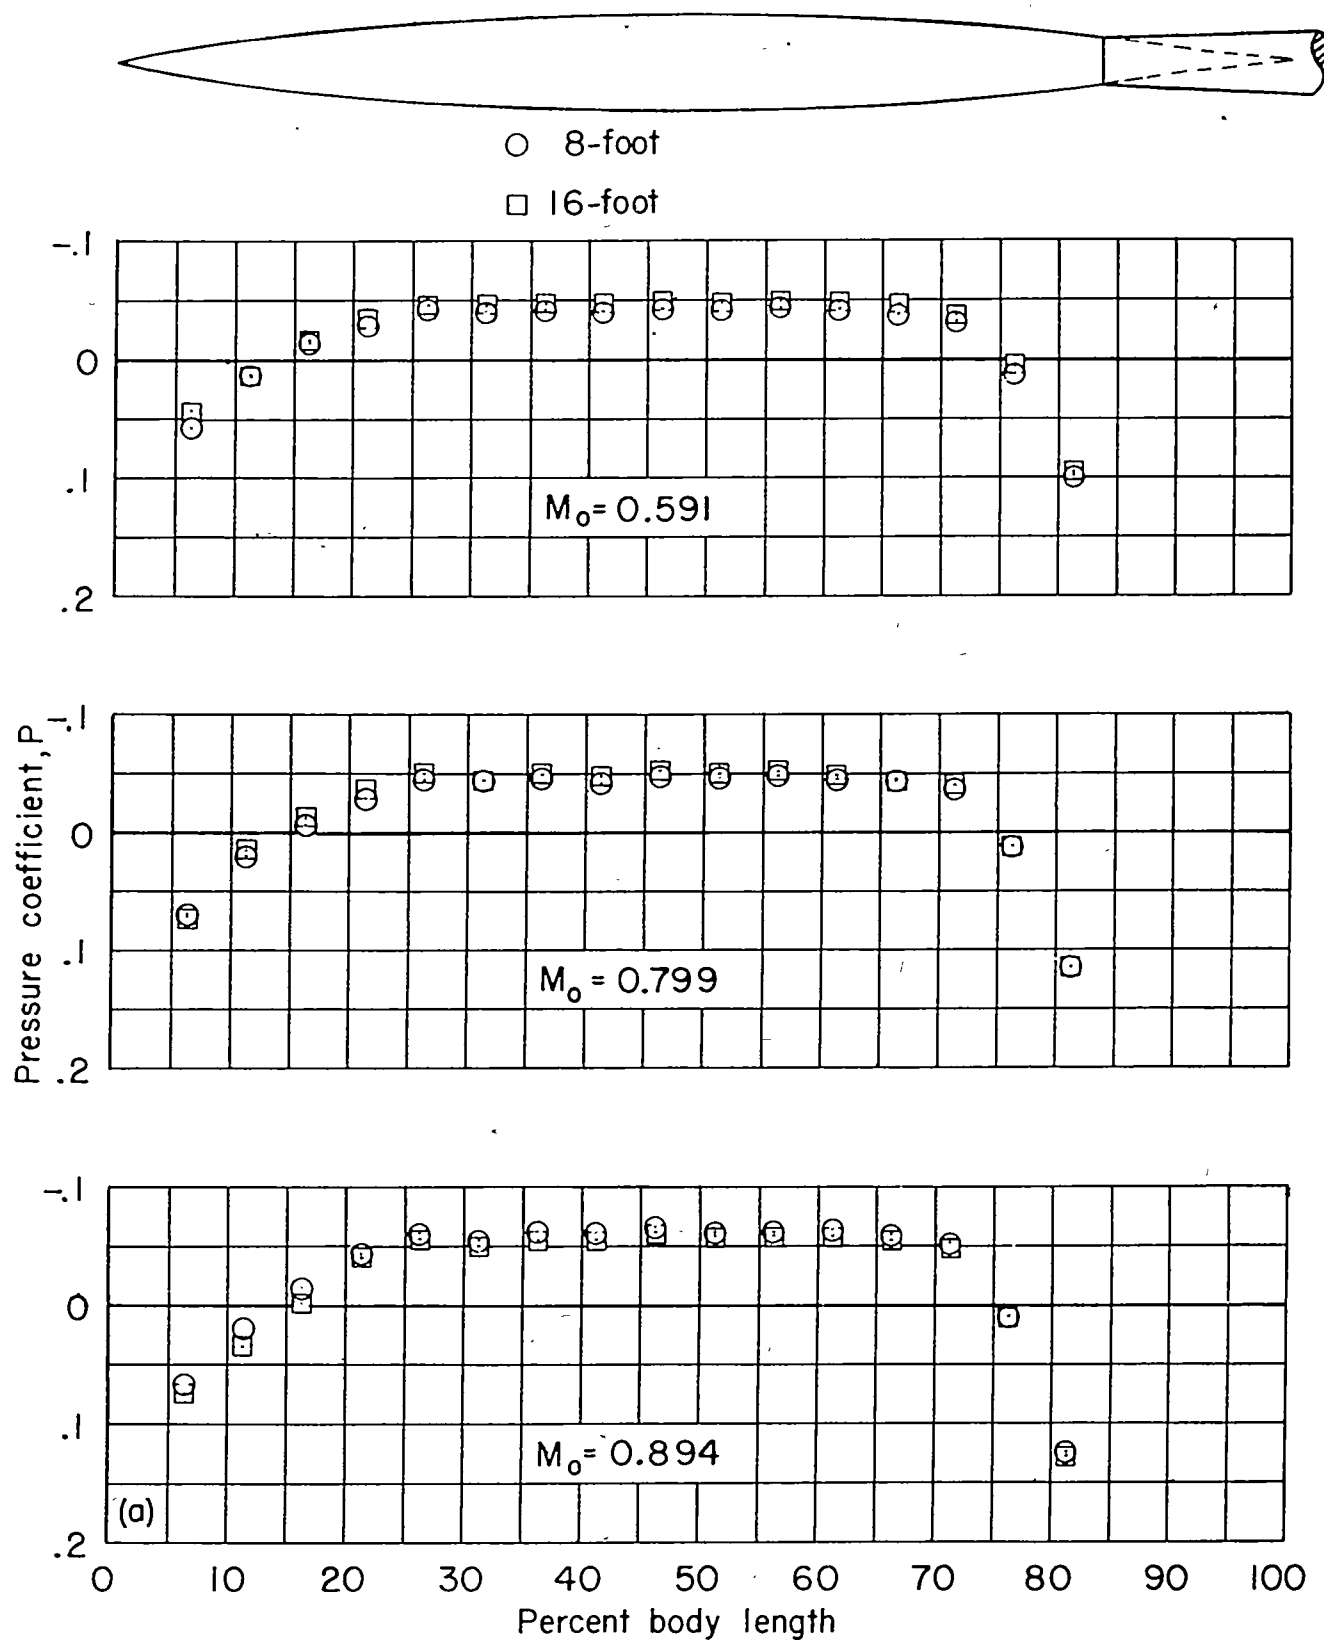 8-foot
16-foot
-.1
0
.1
.2
M₀ = 0.591
Pressure coefficient, P
-.1
0
.1
.2
M₀ = 0.799
-.1
0
.1
.2
M₀ = 0.894
(a)
0 10 20 30 40 50 60 70 80 90 100
Percent body length